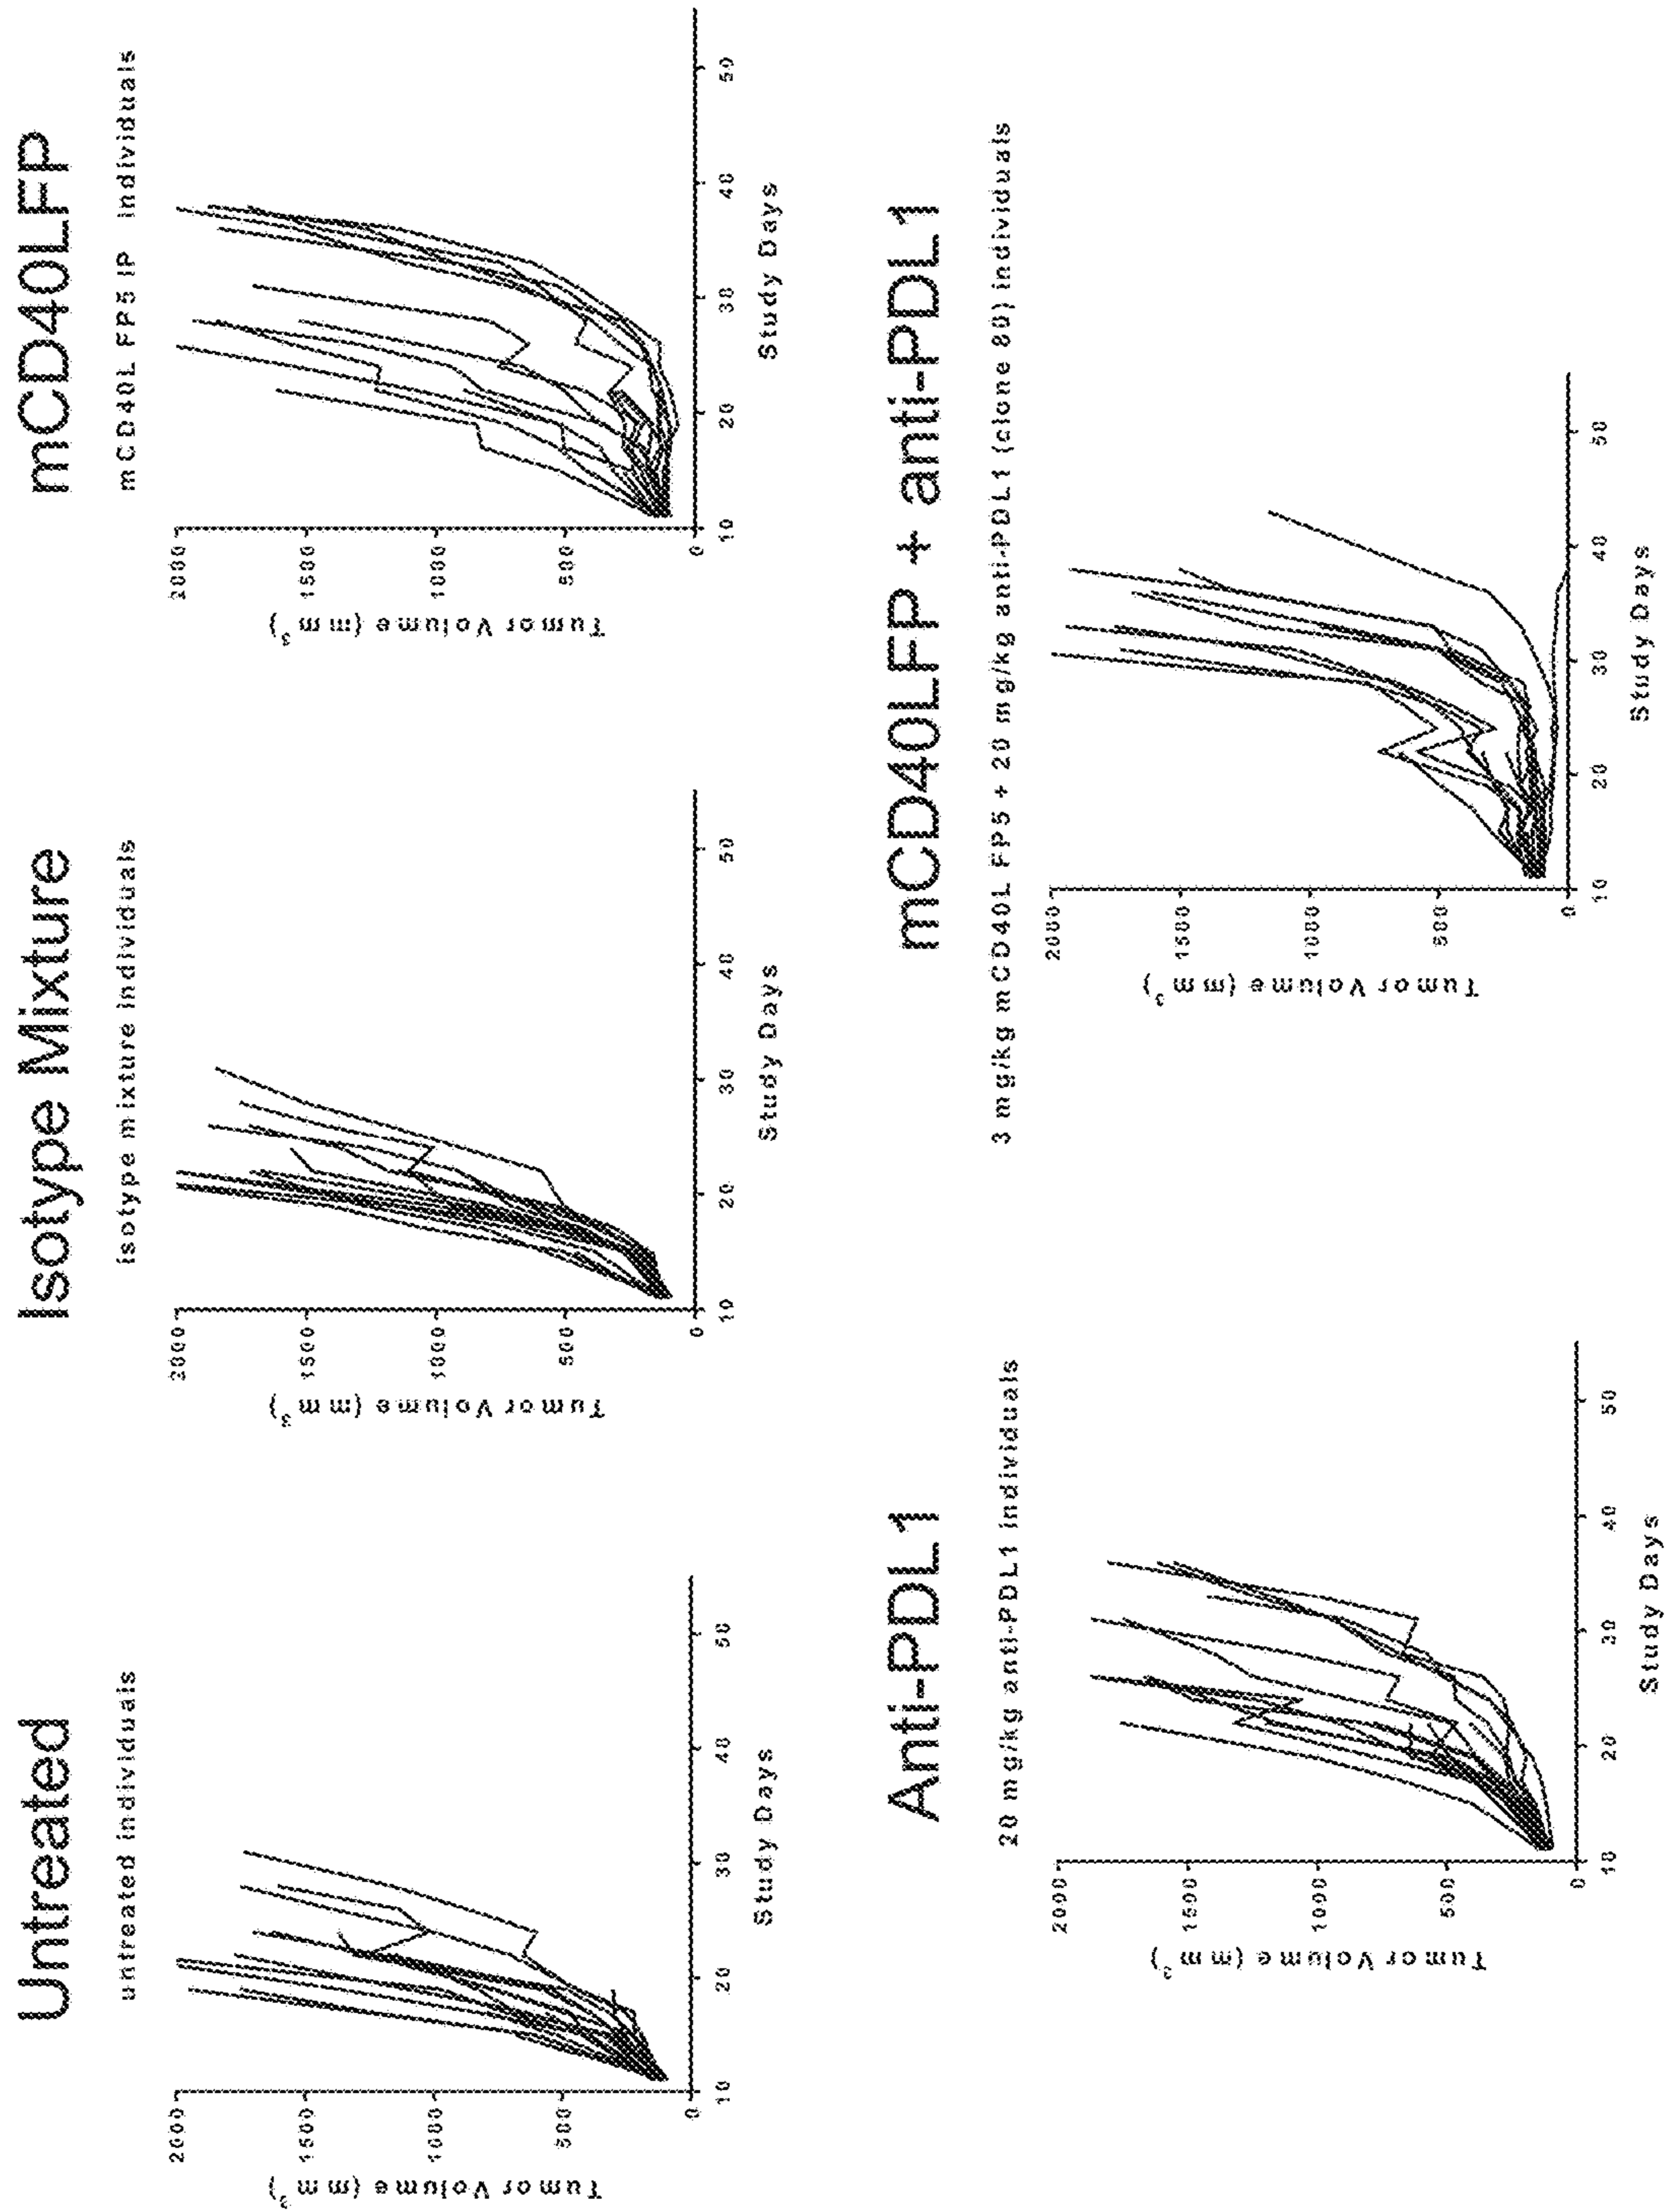 Untreated
untreated individuals
2000
1500
1000
500
0
Tumor Volume (mm³)
10 20 30 40 50
Study Days
Isotype Mixture
Isotype mixture individuals
2000
1500
1000
500
0
Tumor Volume (mm³)
10 20 30 40 50
Study Days
mCD40LFP
mCD40L FP5 IP individuals
2000
1500
1000
500
0
Tumor Volume (mm³)
10 20 30 40 50
Study Days
Anti-PDL1
20 mg/kg anti-PDL1 individuals
2000
1500
1000
500
0
Tumor Volume (mm³)
10 20 30 40 50
Study Days
mCD40LFP + anti-PDL1
3 mg/kg mCD40L FP5 + 20 mg/kg anti-PDL1 (clone 80) individuals
2000
1500
1000
500
0
Tumor Volume (mm³)
10 20 30 40 50
Study Days